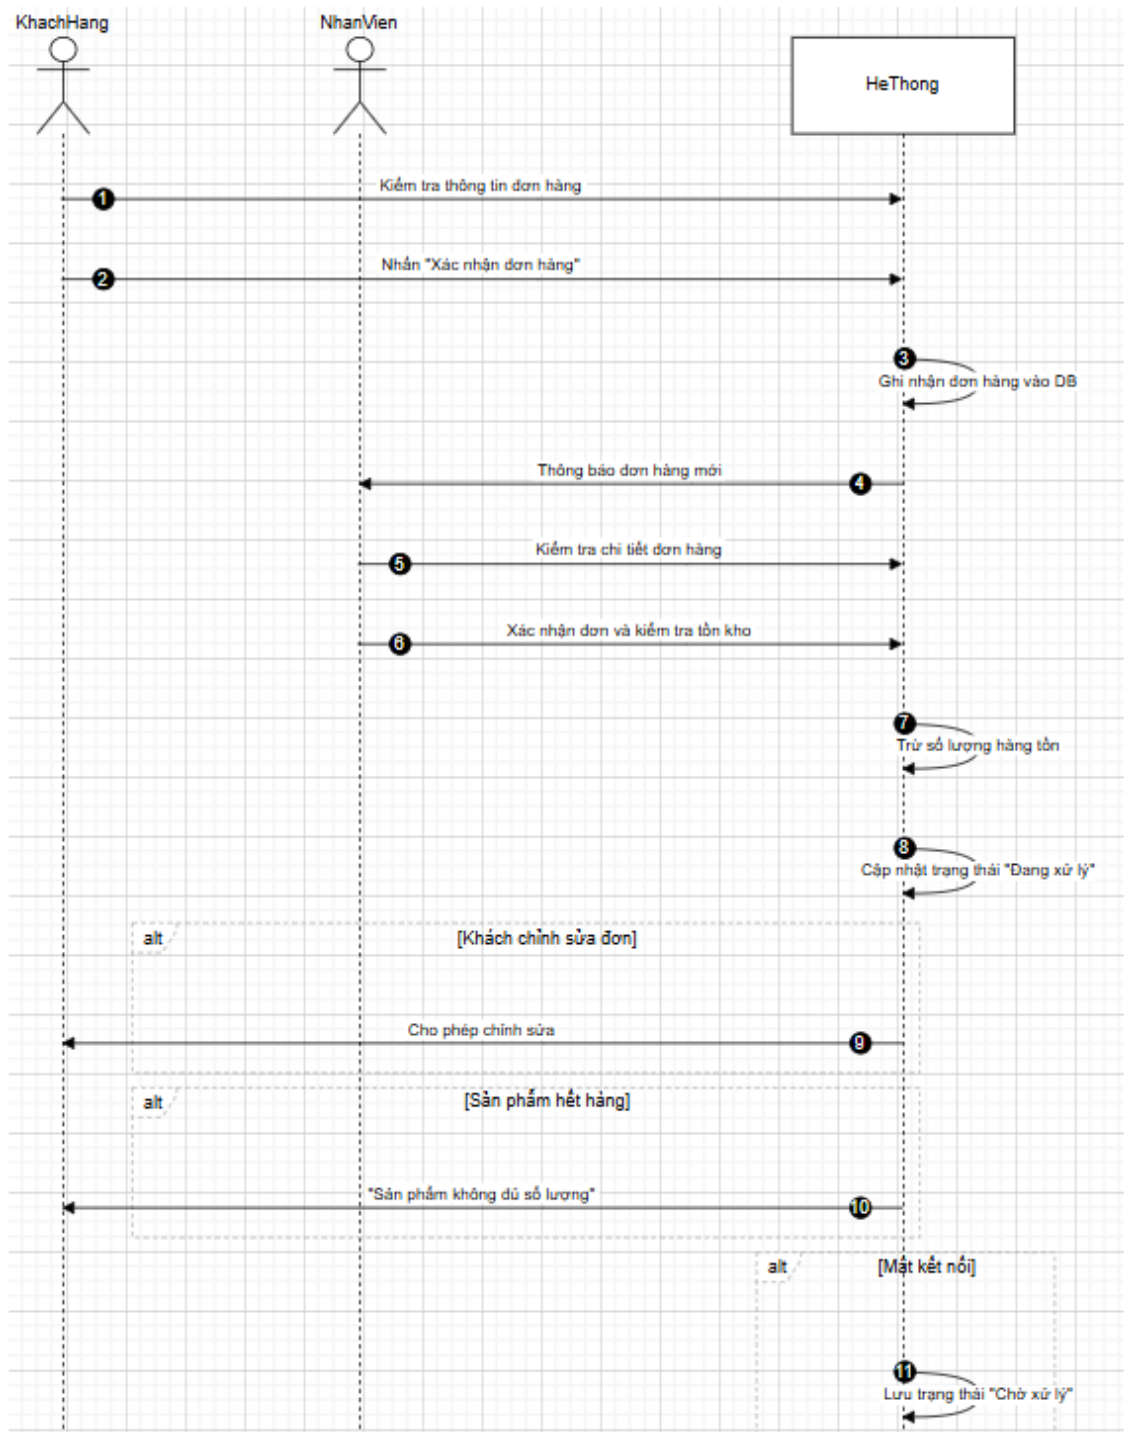 KhachHang
NhanVien
HeThong
1
Kiểm tra thông tin đơn hàng
2
Nhấn "Xác nhận đơn hàng"
3
Ghi nhận đơn hàng vào DB
4
Thông báo đơn hàng mới
5
Kiểm tra chi tiết đơn hàng
6
Xác nhận đơn và kiểm tra tồn kho
7
Trừ số lượng hàng tồn
8
Cập nhật trạng thái "Đang xử lý"
alt
[Khách chỉnh sửa đơn]
9
Cho phép chỉnh sửa
alt
[Sản phẩm hết hàng]
10
"Sản phẩm không đủ số lượng"
alt
[Mất kết nối]
11
Lưu trạng thái "Chờ xử lý"